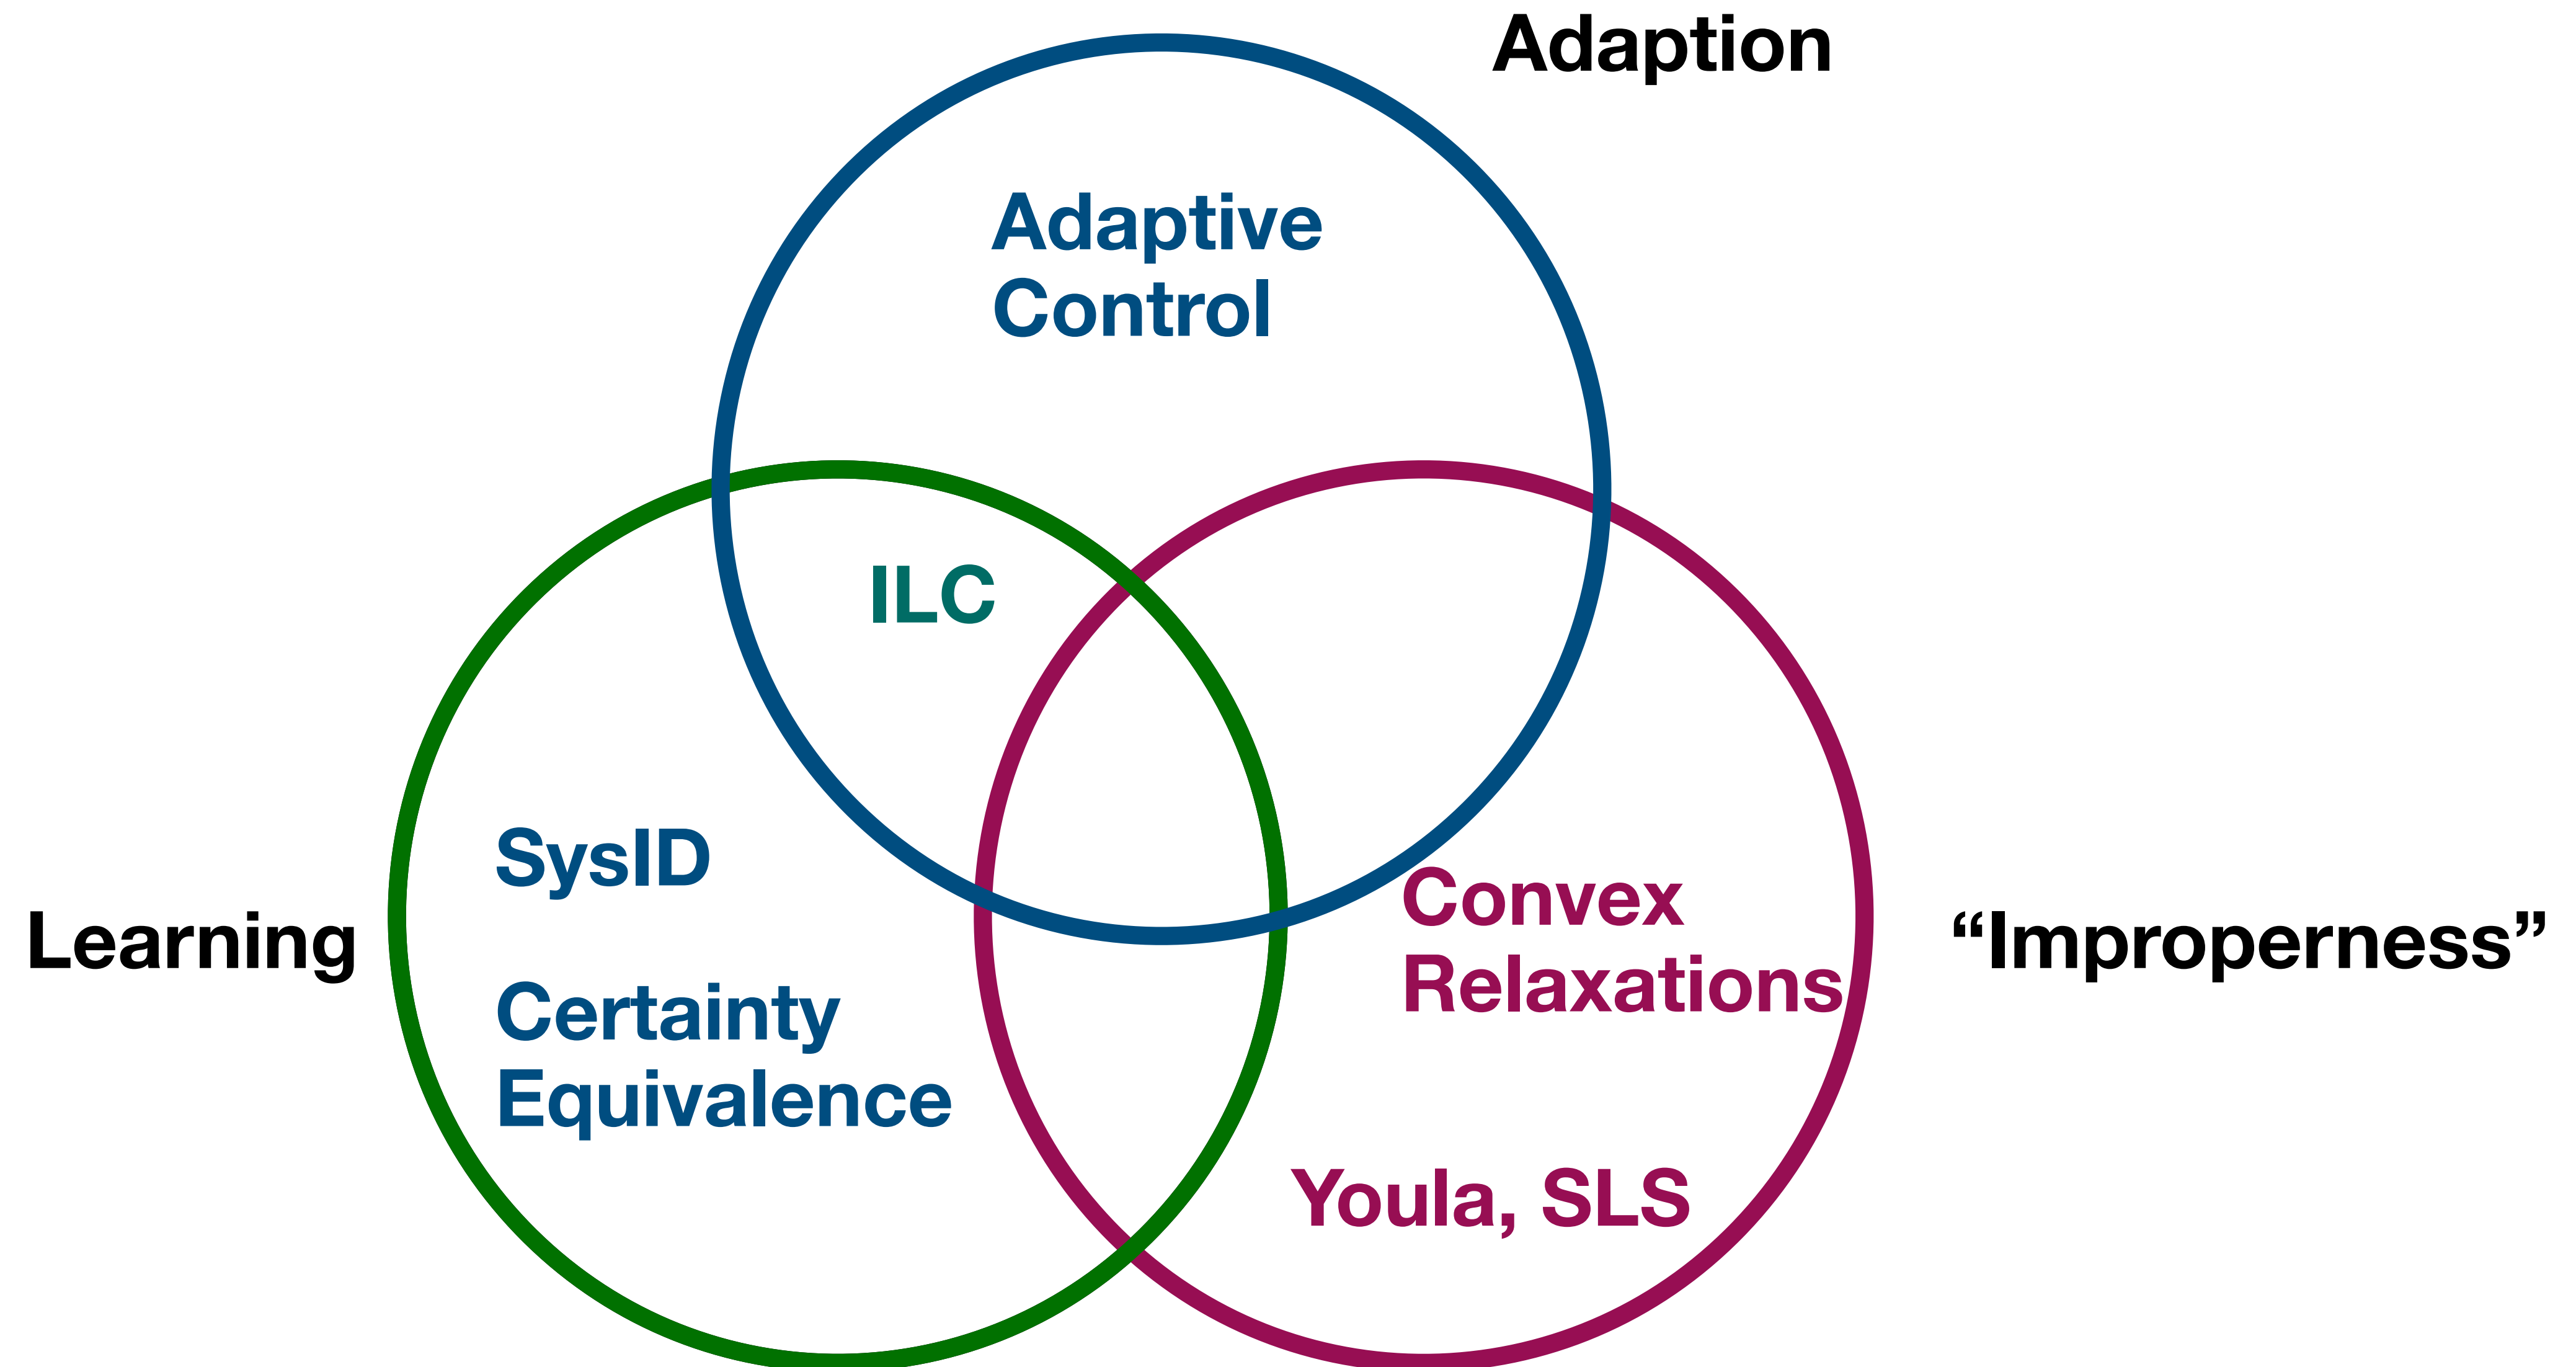 Adaption
Adaptive
Control
ILC
SysID
Learning
Certainty
Equivalence
Convex
Relaxations
“Improperness”
Youla, SLS